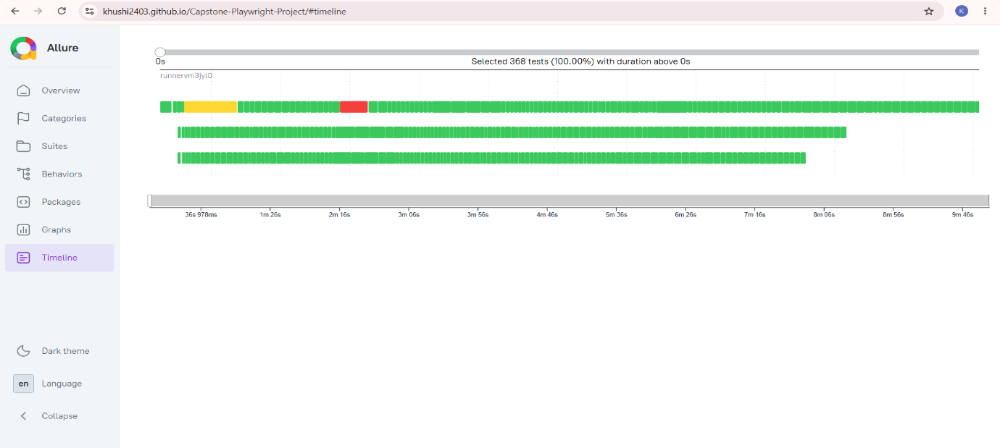 khushi2403.github.io/Capstone-Playwright-Project/#timeline
K
Allure
Overview
Categories
Suites
Behaviors
Packages
Graphs
Timeline
Dark theme
en Language
Collapse
0s
Selected 368 tests (100.00%) with duration above 0s
runnervm3jyl0
36s 978ms 1m 26s 2m 16s 3m 06s 3m 56s 4m 46s 5m 36s 6m 26s 7m 16s 8m 06s 8m 56s 9m 46s